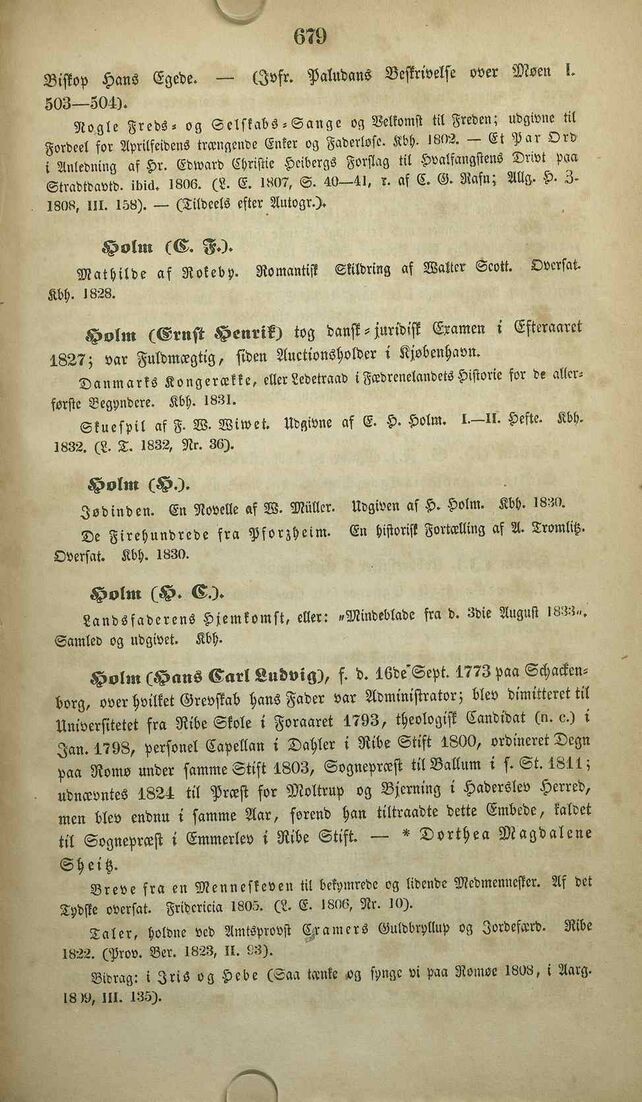 679
Biskop Hans Egede. — (Jvfr. Paludans Beskrivelse over Møen I.
503—504).
Nogle Freds- og Selskabs-Sange og Velkomst til Freden; udgivne til
Fordeel for Aprilseidens trængende Enker og Faderløse. Kbh. 1802. — Et Par Ord
i Anledning af Hr. Edward Christie Heibergs Forslag til Hvalfangstens Drivt paa
Stradtdavid. ibid. 1806. (L. E. 1807, S. 40—41, r. af C. G. Rafn; Allg. H. Z.
1808, III. 158). — (Tildeels efter Autogr.).
Holm (C. F.).
Mathilde af Rokeby. Romantisk Skildring af Walter Scott. Oversat.
Kbh. 1828.
Holm (Ernst Henrik) tog dansk-juridisk Examen i Efteraaret
1827; var Fuldmægtig, siden Auctionsholder i Kjøbenhavn.
Danmarks Kongerække, eller Ledetraad i Fædrenelandets Historie for de aller-
første Begyndere. Kbh. 1831.
Skuespil af F. W. Wiwet. Udgivne af E. H. Holm. I.—II. Hefte. Kbh.
1832. (L. T. 1832, Nr. 36).
Holm (H.).
Jødinden. En Novelle af W. Müller. Udgiven af H. Holm. Kbh. 1830.
De Firehundrede fra Pforzheim. En historisk Fortælling af A. Tromlitz.
Oversat. Kbh. 1830.
Holm (H. C.).
Landsfaderens Hjemkomst, eller: „Mindeblade fra d. 3die August 1833„.
Samled og udgivet. Kbh.
Holm (Hans Carl Ludvig), f. d. 16de Sept. 1773 paa Schacken-
borg, over hvilket Grevskab hans Fader var Administrator; blev dimitteret til
Universitetet fra Ribe Skole i Foraaret 1793, theologisk Candidat (n. c.) i
Jan. 1798, personel Capellan i Dahler i Ribe Stift 1800, ordineret Degn
paa Romø under samme Stift 1803, Sognepræst til Ballum i s. St. 1811;
udnævntes 1824 til Præst for Moltrup og Bjerning i Haderslev Herred,
men blev endnu i samme Aar, førend han tiltraadte dette Embede, kaldet
til Sognepræst i Emmerlev i Ribe Stift. — * Dorthea Magdalene
Sheitz.
Breve fra en Menneskeven til bekymrede og lidende Medmennesker. Af det
Tydske oversat. Fridericia 1805. (L. E. 1806, Nr. 10).
Taler, holdne ved Amtsprovst Cramers Guldbryllup og Jordefærd. Ribe
1822. (Prov. Ber. 1823, II. 93).
Bidrag: i Iris og Hebe (Saa tænke og synge vi paa Romøe 1808, i Aarg.
1809, III. 135).